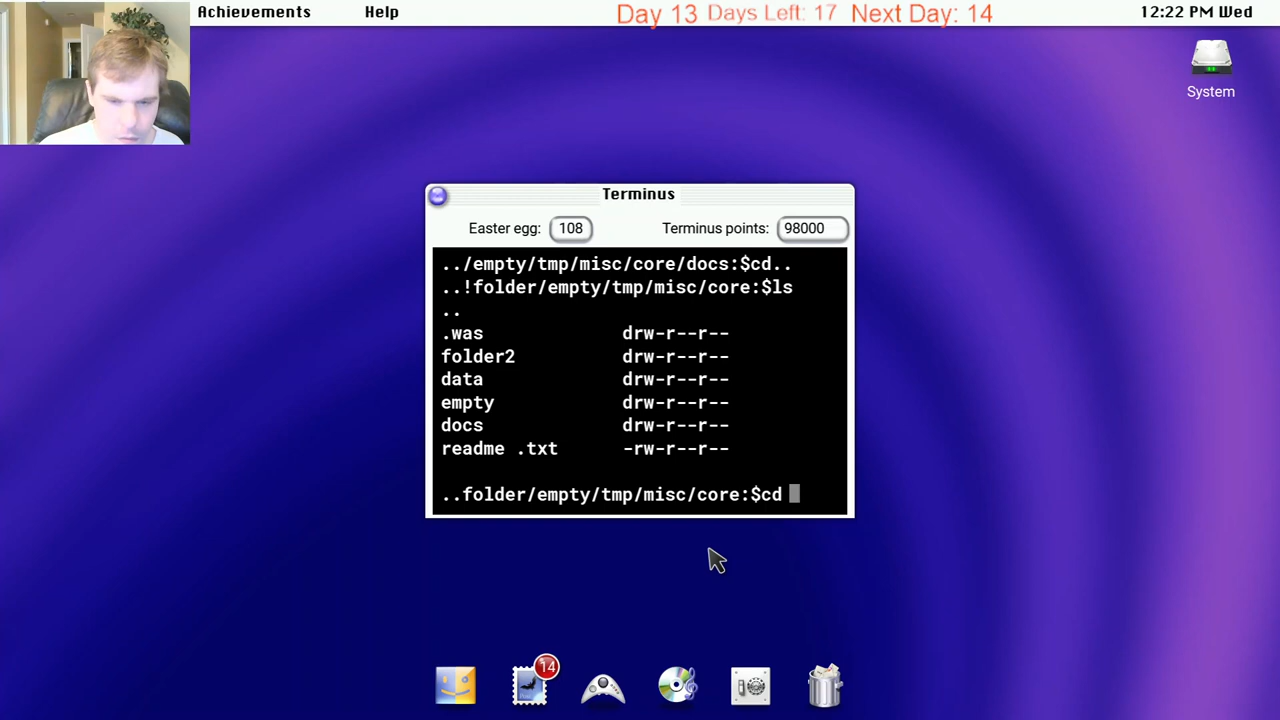 Achievements Help Day 13 Days Left: 17 Next Day: 14 12:22 PM Wed
System
Terminus
Easter egg: 108 Terminus points: 98000
../empty/tmp/misc/core/docs:$cd..
..!folder/empty/tmp/misc/core:$ls
..
.was drw-r--r--
folder2 drw-r--r--
data drw-r--r--
empty drw-r--r--
docs drw-r--r--
readme .txt -rw-r--r--
..folder/empty/tmp/misc/core:$cd
14